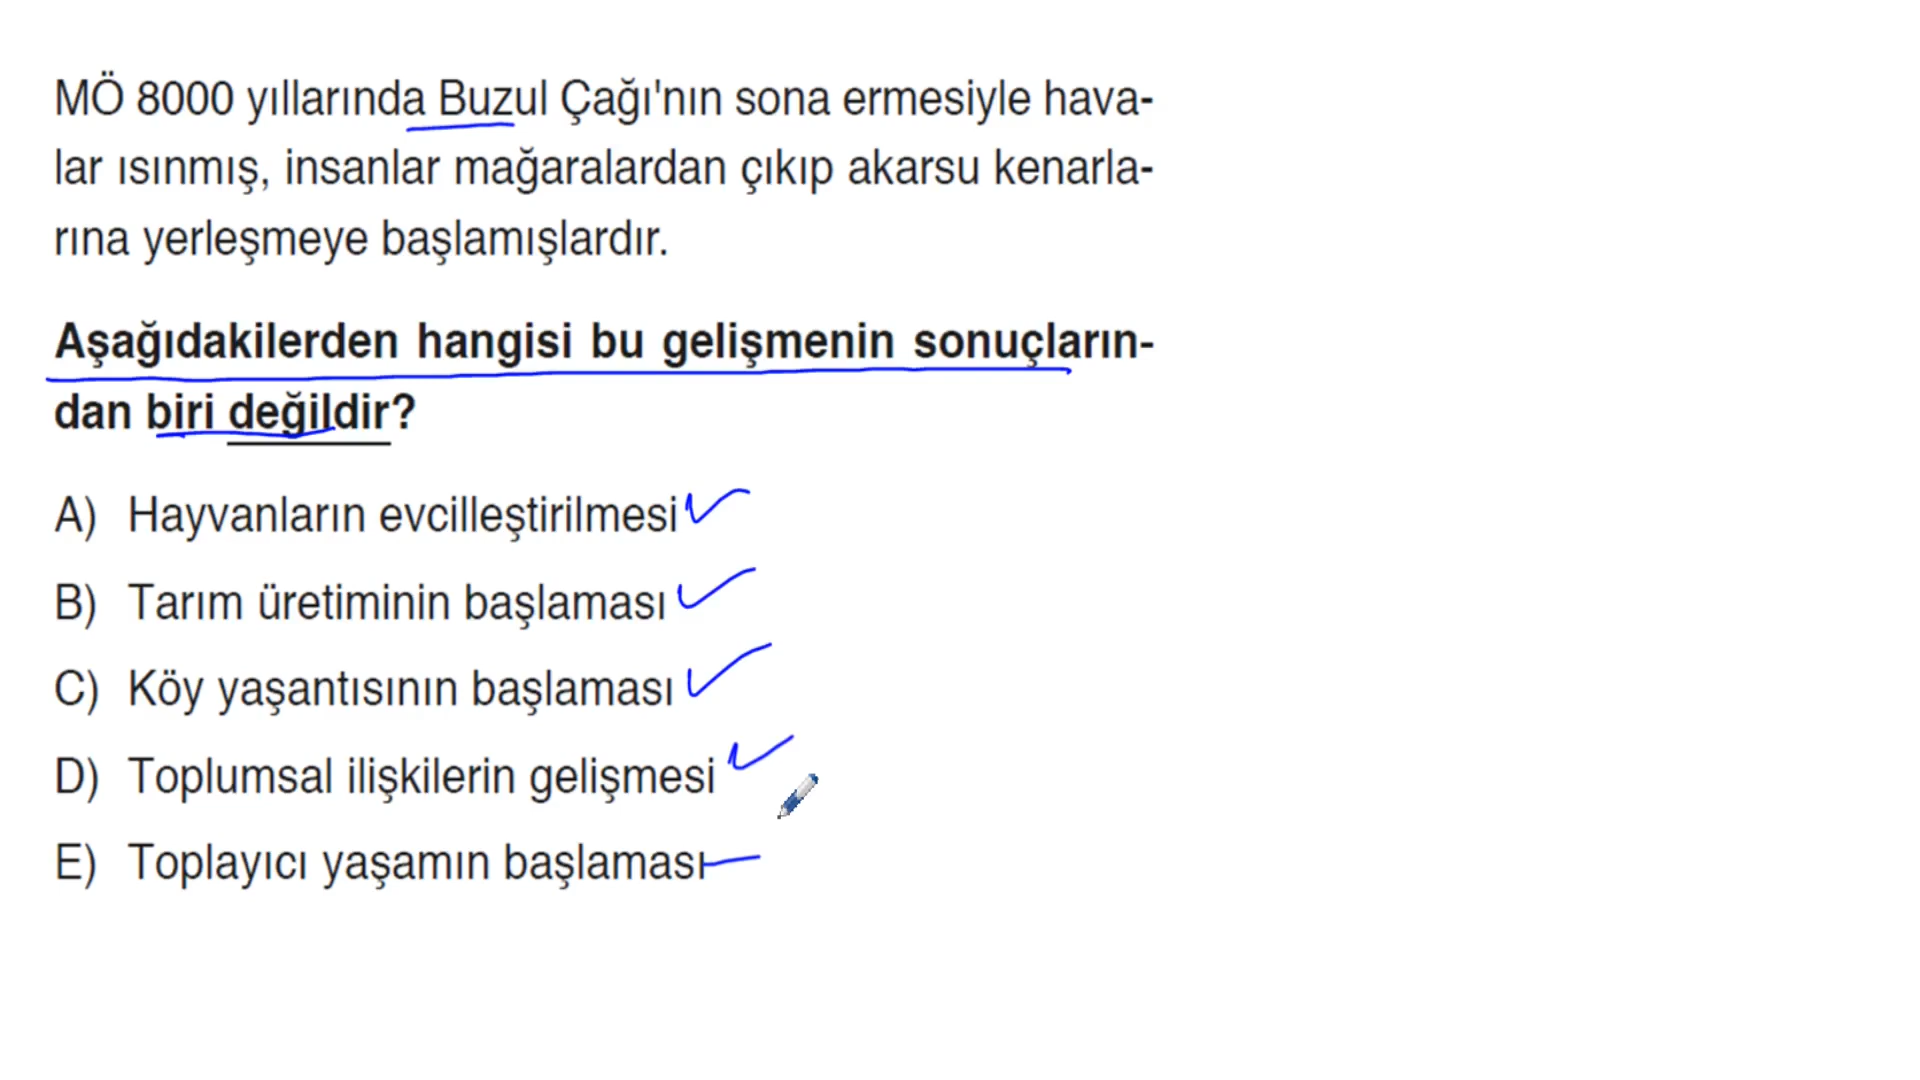 MÖ 8000 yıllarında Buzul Çağı'nın sona ermesiyle hava-
lar ısınmış, insanlar mağaralardan çıkıp akarsu kenarla-
rına yerleşmeye başlamışlardır.
Aşağıdakilerden hangisi bu gelişmenin sonuçların-
dan biri değildir?
A) Hayvanların evcilleştirilmesi
B) Tarım üretiminin başlaması
C) Köy yaşantısının başlaması
D) Toplumsal ilişkilerin gelişmesi
E) Toplayıcı yaşamın başlaması